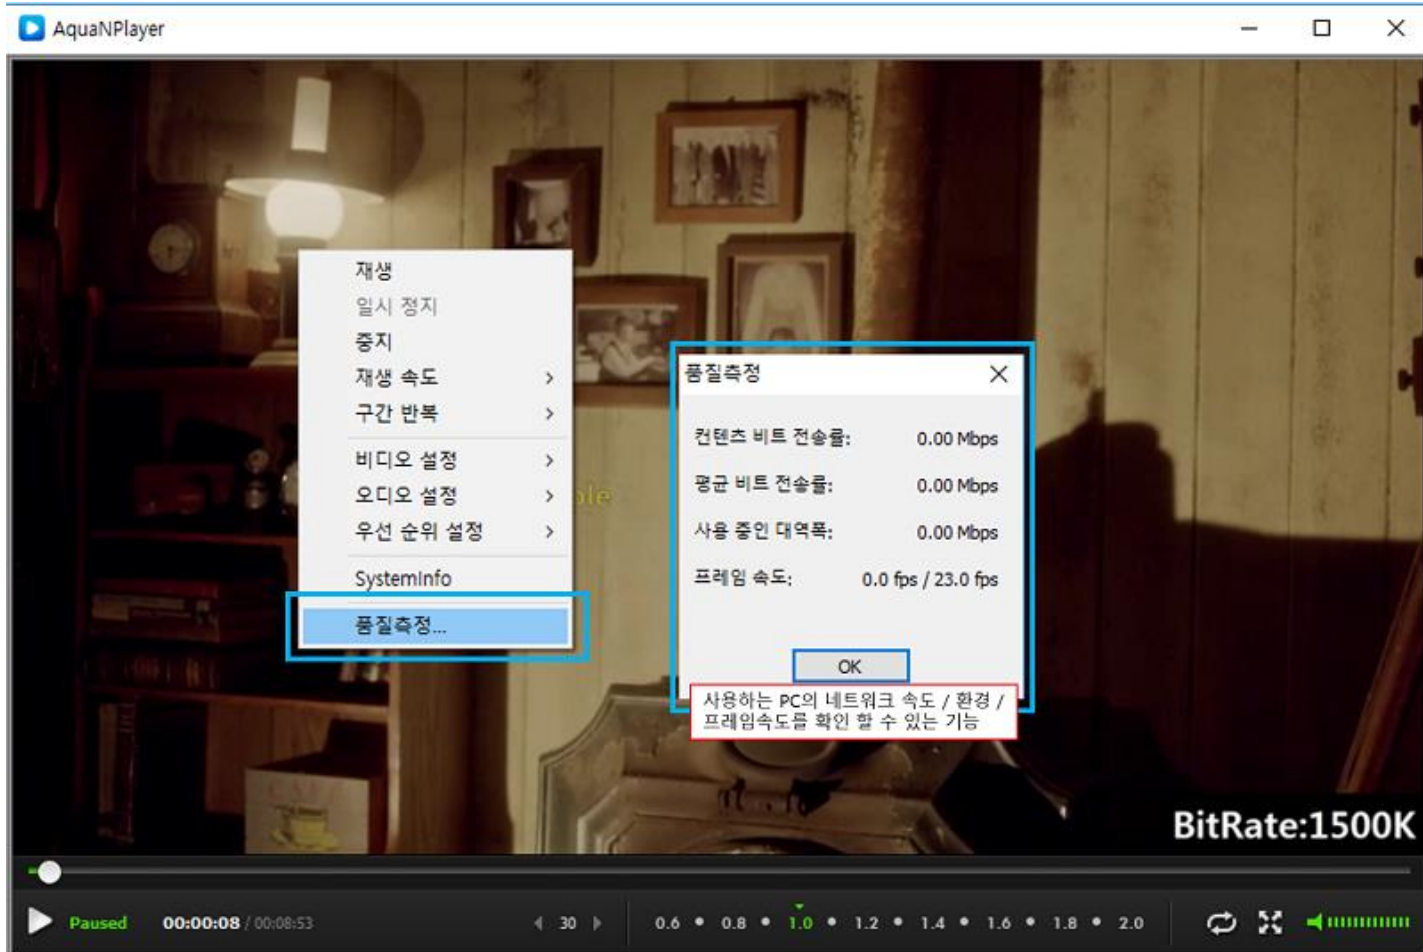 AquaNPlayer
재생
일시 정지
중지
재생 속도
구간 반복
비디오 설정
오디오 설정
우선 순위 설정
SystemInfo
품질측정...
품질측정
컨텐츠 비트 전송률: 0.00 Mbps
평균 비트 전송률: 0.00 Mbps
사용 중인 대역폭: 0.00 Mbps
프레임 속도: 0.0 fps / 23.0 fps
OK
사용하는 PC의 네트워크 속도 / 환경 /
프레임속도를 확인 할 수 있는 기능
BitRate:1500K
Paused 00:00:08 / 00:08:53 30 0.6 0.8 1.0 1.2 1.4 1.6 1.8 2.0